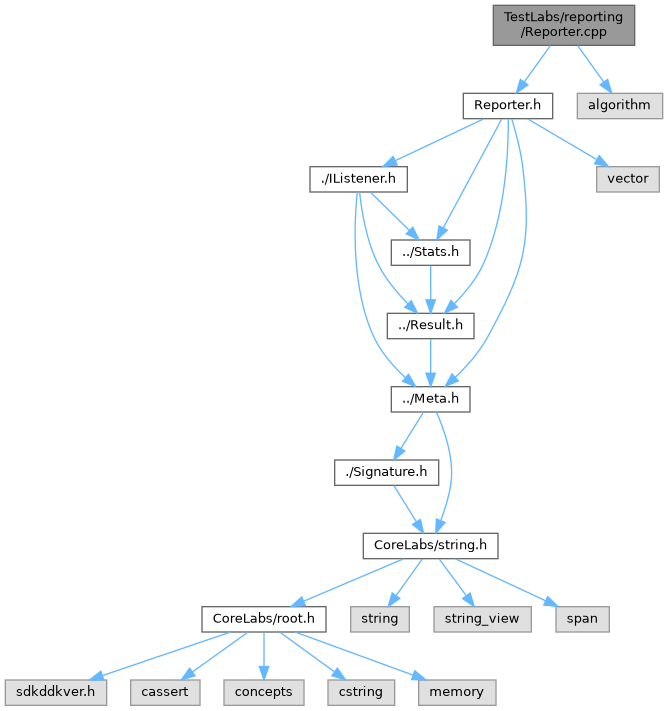 TestLabs/reporting
/Reporter.cpp
Reporter.h
algorithm
./IListener.h
vector
../Stats.h
../Result.h
../Meta.h
./Signature.h
CoreLabs/string.h
CoreLabs/root.h
string
string_view
span
sdkddkver.h
cassert
concepts
cstring
memory